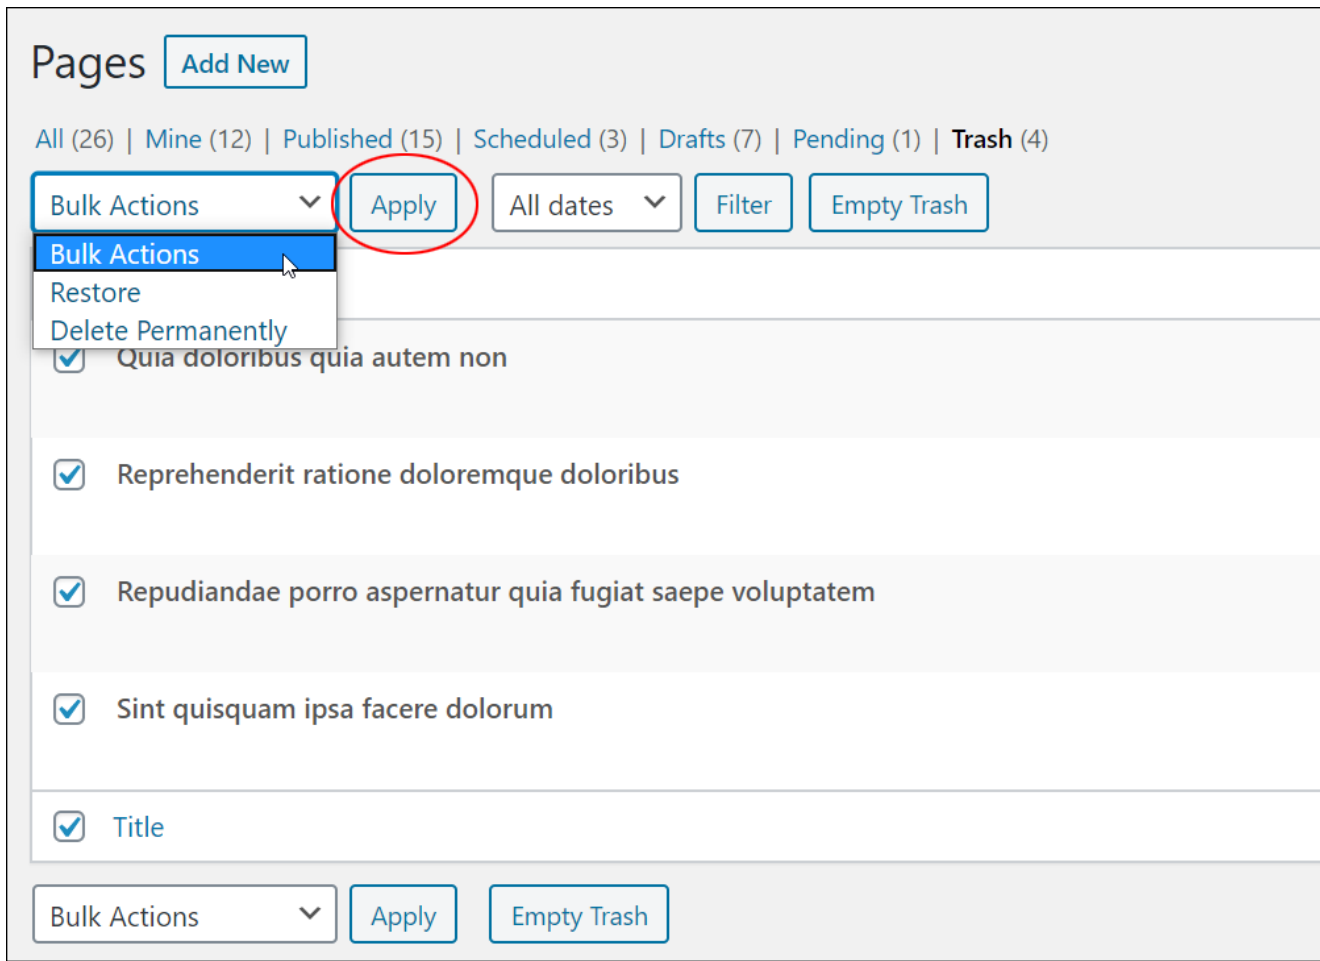 Pages Add New
All (26) | Mine (12) | Published (15) | Scheduled (3) | Drafts (7) | Pending (1) | Trash (4)
Bulk Actions Apply All dates Filter Empty Trash
Bulk Actions
Restore
Delete Permanently
Quia doloribus quia autem non
Reprehenderit ratione doloremque doloribus
Repudiandae porro aspernatur quia fugiat saepe voluptatem
Sint quisquam ipsa facere dolorum
Title
Bulk Actions Apply Empty Trash